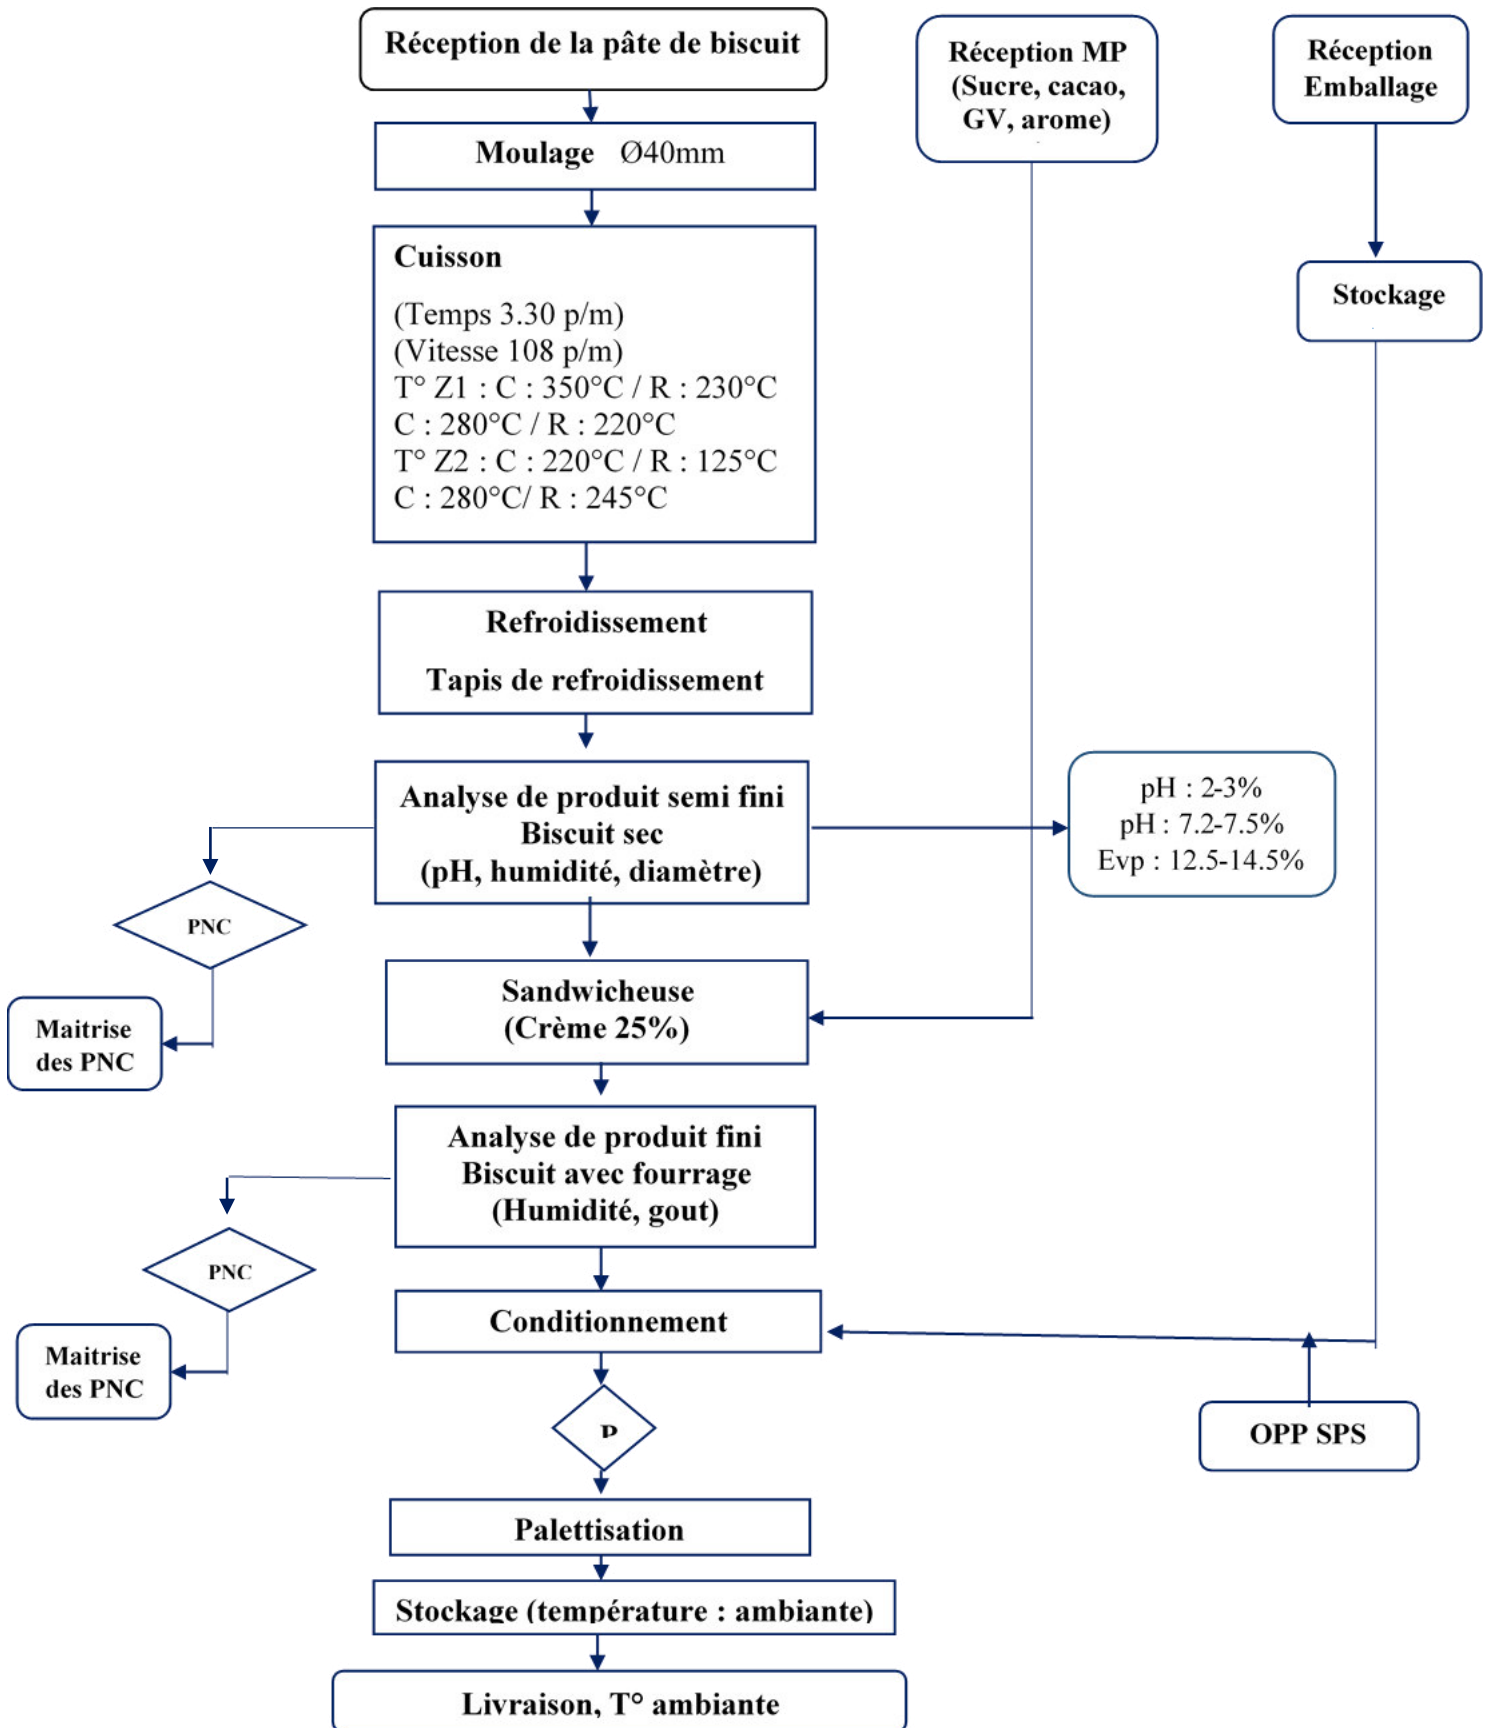 Réception de la pâte de biscuit
Réception MP
(Sucre, cacao,
GV, arome)
Réception
Emballage
Moulage Ø40mm
Stockage
Cuisson
(Temps 3.30 p/m)
(Vitesse 108 p/m)
T° Z1 : C : 350°C / R : 230°C
C : 280°C / R : 220°C
T° Z2 : C : 220°C / R : 125°C
C : 280°C/ R : 245°C
Refroidissement
Tapis de refroidissement
Analyse de produit semi fini
Biscuit sec
(pH, humidité, diamètre)
pH : 2-3%
pH : 7.2-7.5%
Evp : 12.5-14.5%
PNC
Maitrise
des PNC
Sandwicheuse
(Crème 25%)
Analyse de produit fini
Biscuit avec fourrage
(Humidité, gout)
PNC
Maitrise
des PNC
Conditionnement
OPP SPS
P
Palettisation
Stockage (température : ambiante)
Livraison, T° ambiante